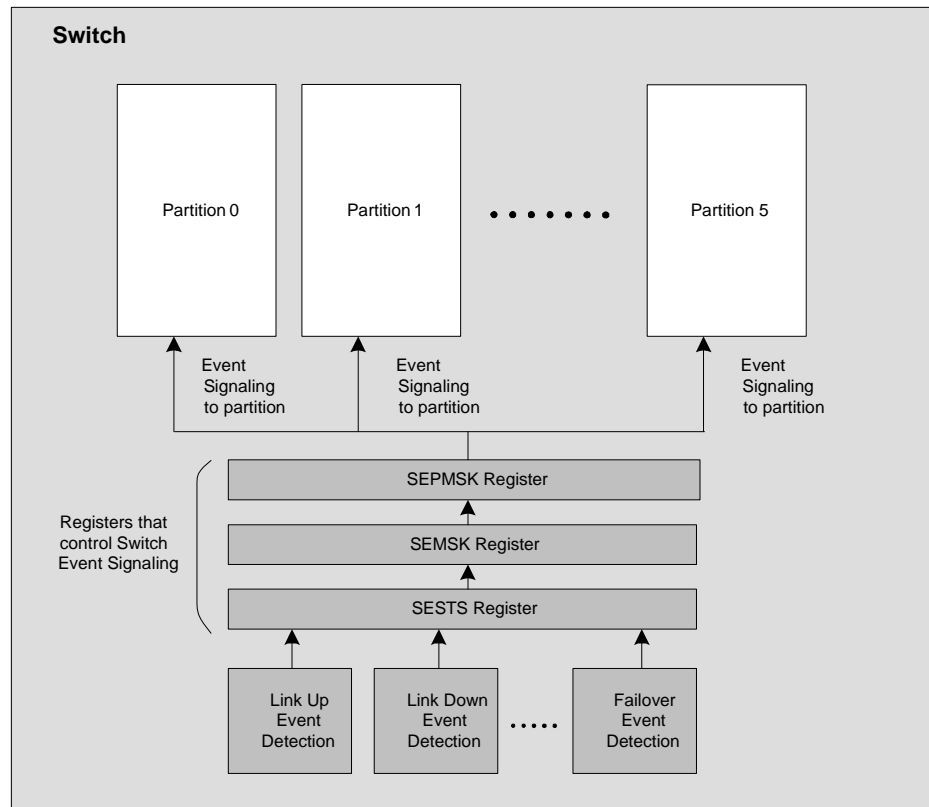 Switch
Partition 0
Partition 1
Partition 5
Event
Signaling
to partition
Event
Signaling
to partition
Event
Signaling
to partition
Registers that
control Switch
Event Signaling
SEPMSK Register
SEMSK Register
SESTS Register
Link Up
Event
Detection
Link Down
Event
Detection
Failover
Event
Detection